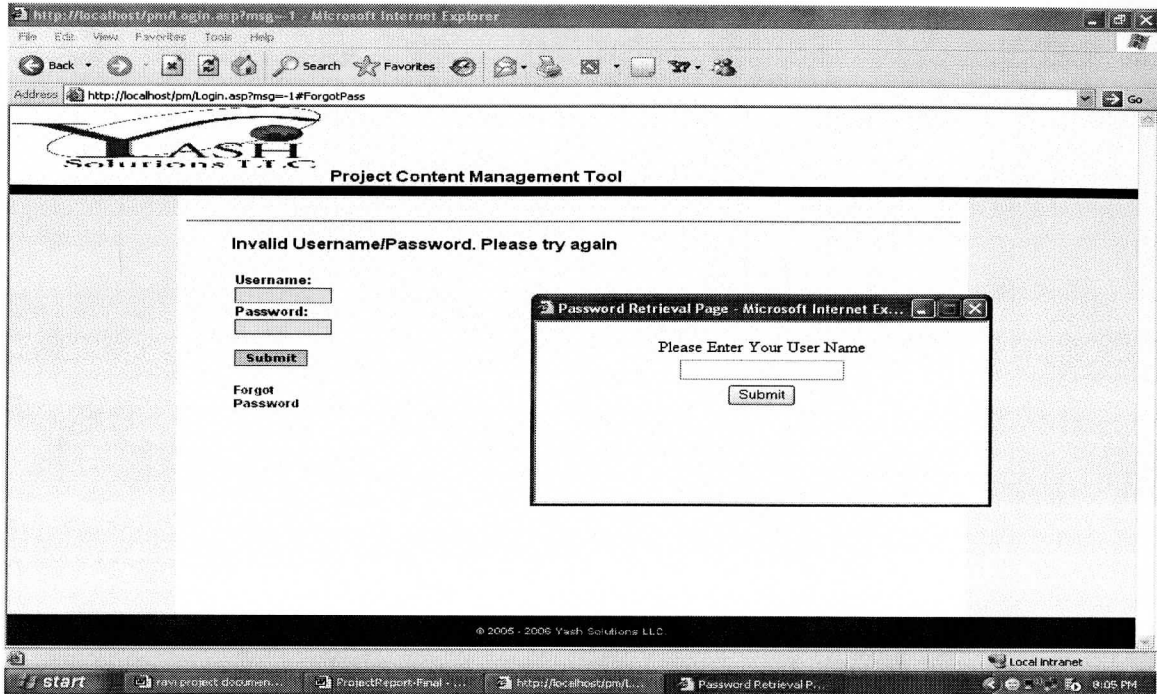 http://localhost/pm/Login.asp?msg=-1 - Microsoft Internet Explorer
File Edit View Favorites Tools Help
Back Search Favorites
Address http://localhost/pm/Login.asp?msg=-1#ForgotPass Go
YASH
Solutions LLC
Project Content Management Tool
Invalid Username/Password. Please try again
Username:
Password:
Submit
Forgot
Password
Password Retrieval Page - Microsoft Internet Ex...
Please Enter Your User Name
Submit
© 2005 - 2006 Yash Solutions LLC.
Local intranet
start ravi project documen... ProjectReport-Final - ... http://localhost/pm/L... Password Retrieval P... 8:05 PM